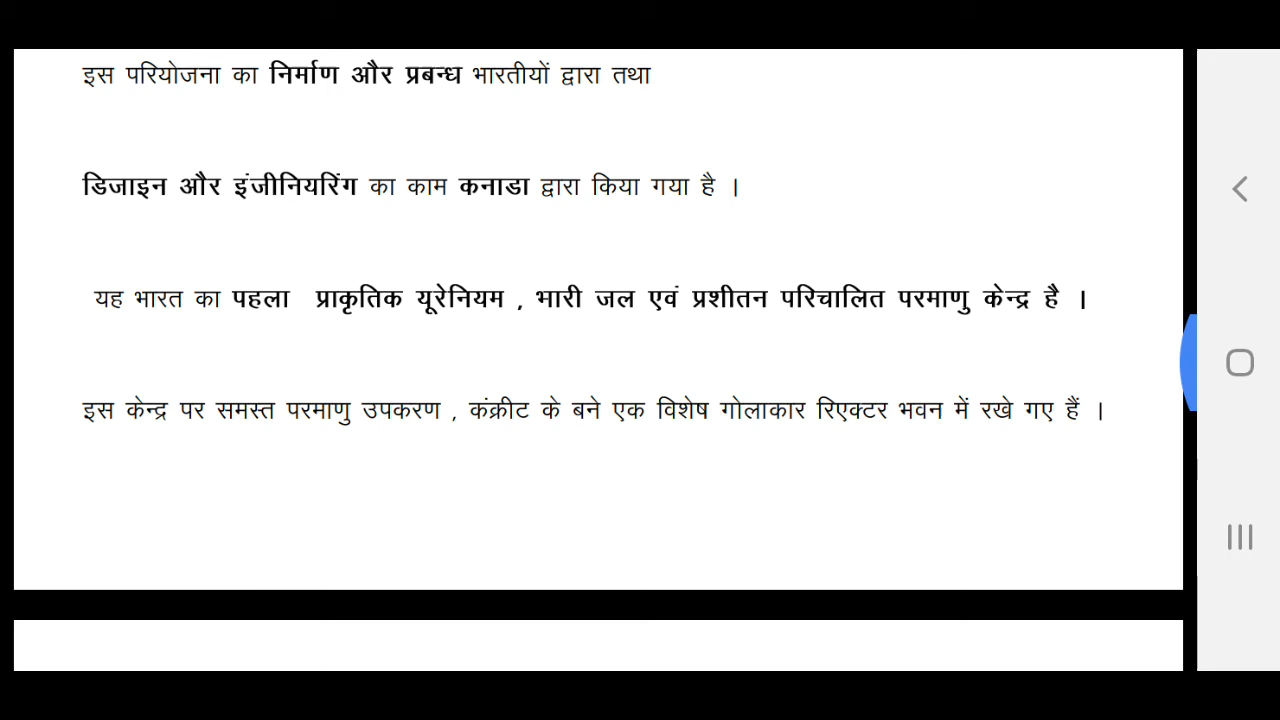 इस परियोजना का निर्माण और प्रबन्ध भारतीयों द्वारा तथा
डिजाइन और इंजीनियरिंग का काम कनाडा द्वारा किया गया है ।
यह भारत का पहला प्राकृतिक यूरेनियम , भारी जल एवं प्रशीतन परिचालित परमाणु केन्द्र है ।
इस केन्द्र पर समस्त परमाणु उपकरण , कंक्रीट के बने एक विशेष गोलाकार रिएक्टर भवन में रखे गए हैं ।